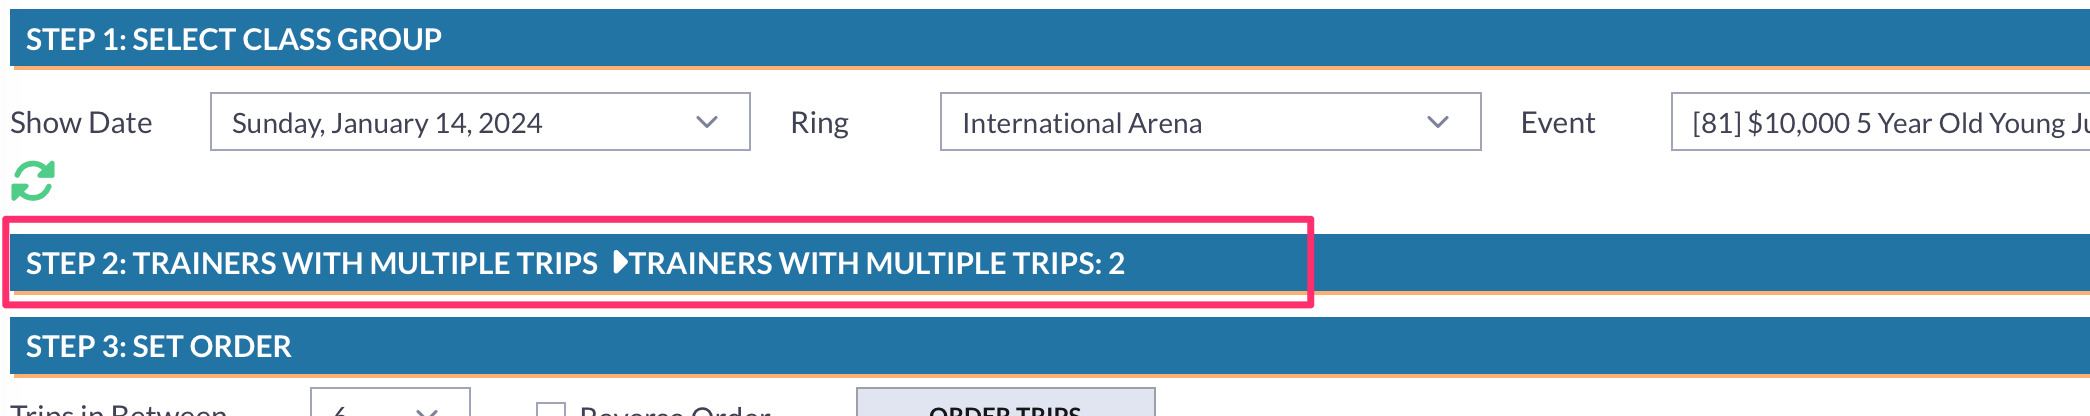 STEP 1: SELECT CLASS GROUP
Show Date Sunday, January 14, 2024 Ring International Arena Event [81] $10,000 5 Year Old Young
STEP 2: TRAINERS WITH MULTIPLE TRIPS TRAINERS WITH MULTIPLE TRIPS: 2
STEP 3: SET ORDER
Trips in Between 6 Reverse Order ORDER TRIPS